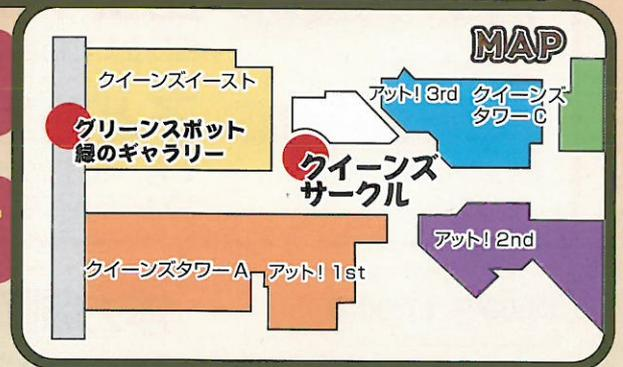 MAP
クイーンズイースト
アット! 3rd
クイーンズ
タワー C
グリーンスポット
緑のギャラリー
クイーンズ
サークル
アット! 2nd
クイーンズタワー A
アット! 1st